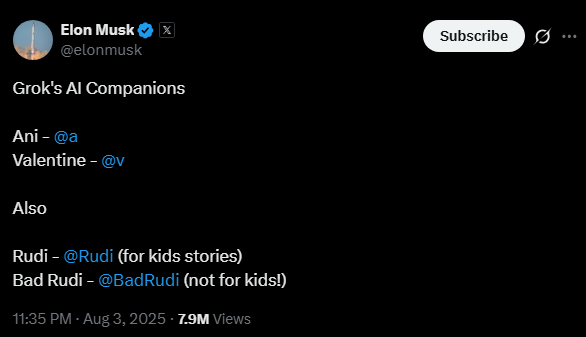 Elon Musk
Subscribe
@elonmusk
Grok's AI Companions
Ani - @a
Valentine - @v
Also
Rudi - @Rudi (for kids stories)
Bad Rudi - @BadRudi (not for kids!)
11:35 PM · Aug 3, 2025 · 7.9M Views